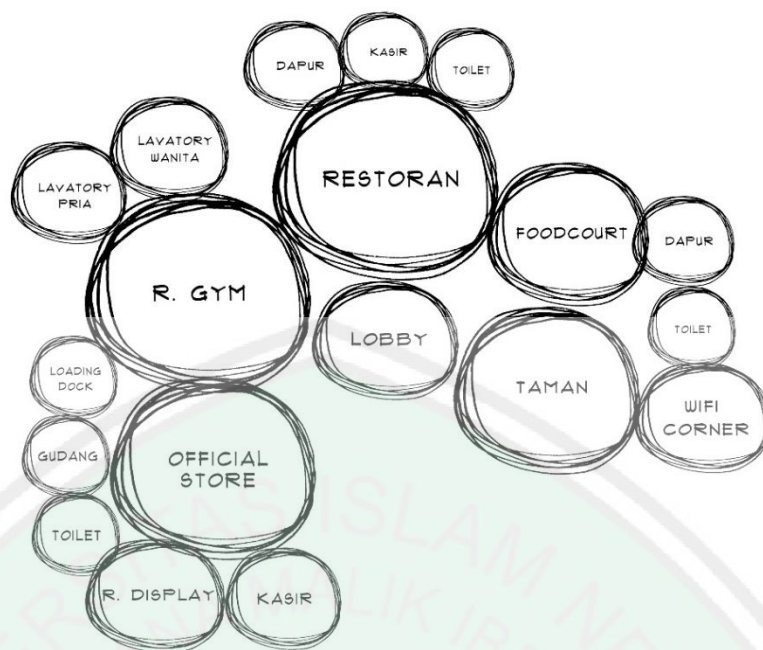 DAPUR
KASIR
TOILET
LAVATORY
WANITA
LAVATORY
PRIA
RESTORAN
FOODCOURT
DAPUR
R. GYM
LOBBY
TOILET
LOADING
DOCK
TAMAN
WIFI
CORNER
GUDANG
OFFICIAL
STORE
TOILET
R. DISPLAY
KASIR